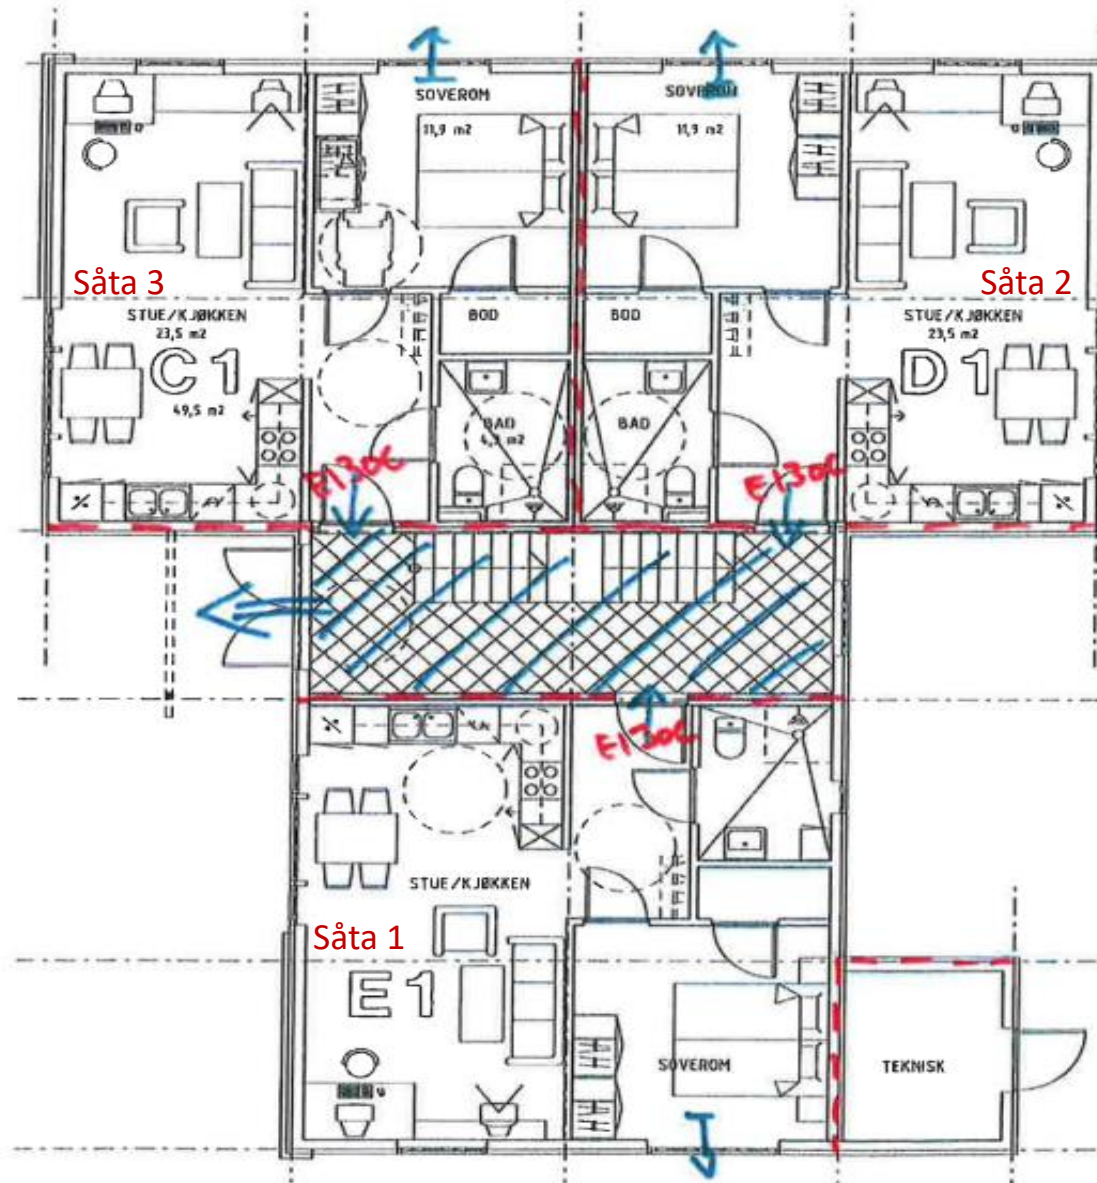 SOVEROM
11,9 m2
SOVEROM
11,9 m2
Såta 3
Såta 2
STUE/KJØKKEN
23,5 m2
C1
49,5 m2
BOD
BOD
STUE/KJØKKEN
23,5 m2
D1
BAD
BAD
EI30C
EI30C
EI30C
STUE/KJØKKEN
Såta 1
E1
SOVEROM
TEKNISK